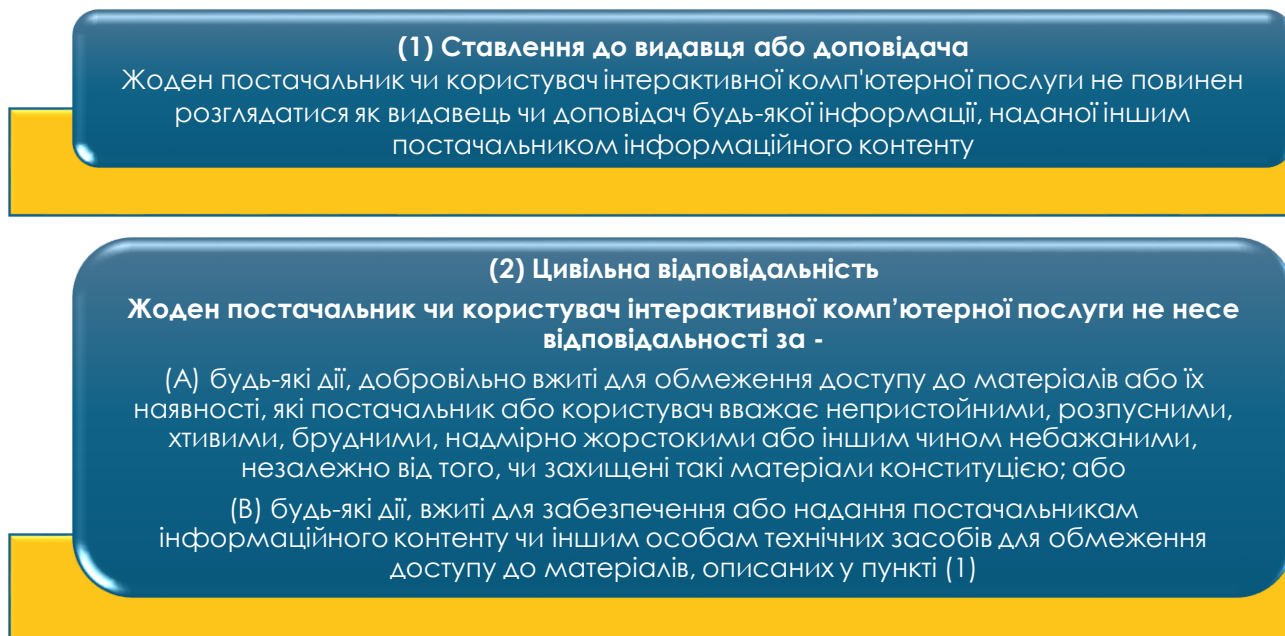 (1) Ставлення до видавця або доповідача
Жоден постачальник чи користувач інтерактивної комп'ютерної послуги не повинен
розглядатися як видавець чи доповідач будь-якої інформації, наданої іншим
постачальником інформаційного контенту
(2) Цивільна відповідальність
Жоден постачальник чи користувач інтерактивної комп’ютерної послуги не несе
відповідальності за -
(A) будь-які дії, добровільно вжиті для обмеження доступу до матеріалів або їх
наявності, які постачальник або користувач вважає непристойними, розпусними,
хтивими, брудними, надмірно жорстокими або іншим чином небажаними,
незалежно від того, чи захищені такі матеріали конституцією; або
(B) будь-які дії, вжиті для забезпечення або надання постачальникам
інформаційного контенту чи іншим особам технічних засобів для обмеження
доступу до матеріалів, описаних у пункті (1)